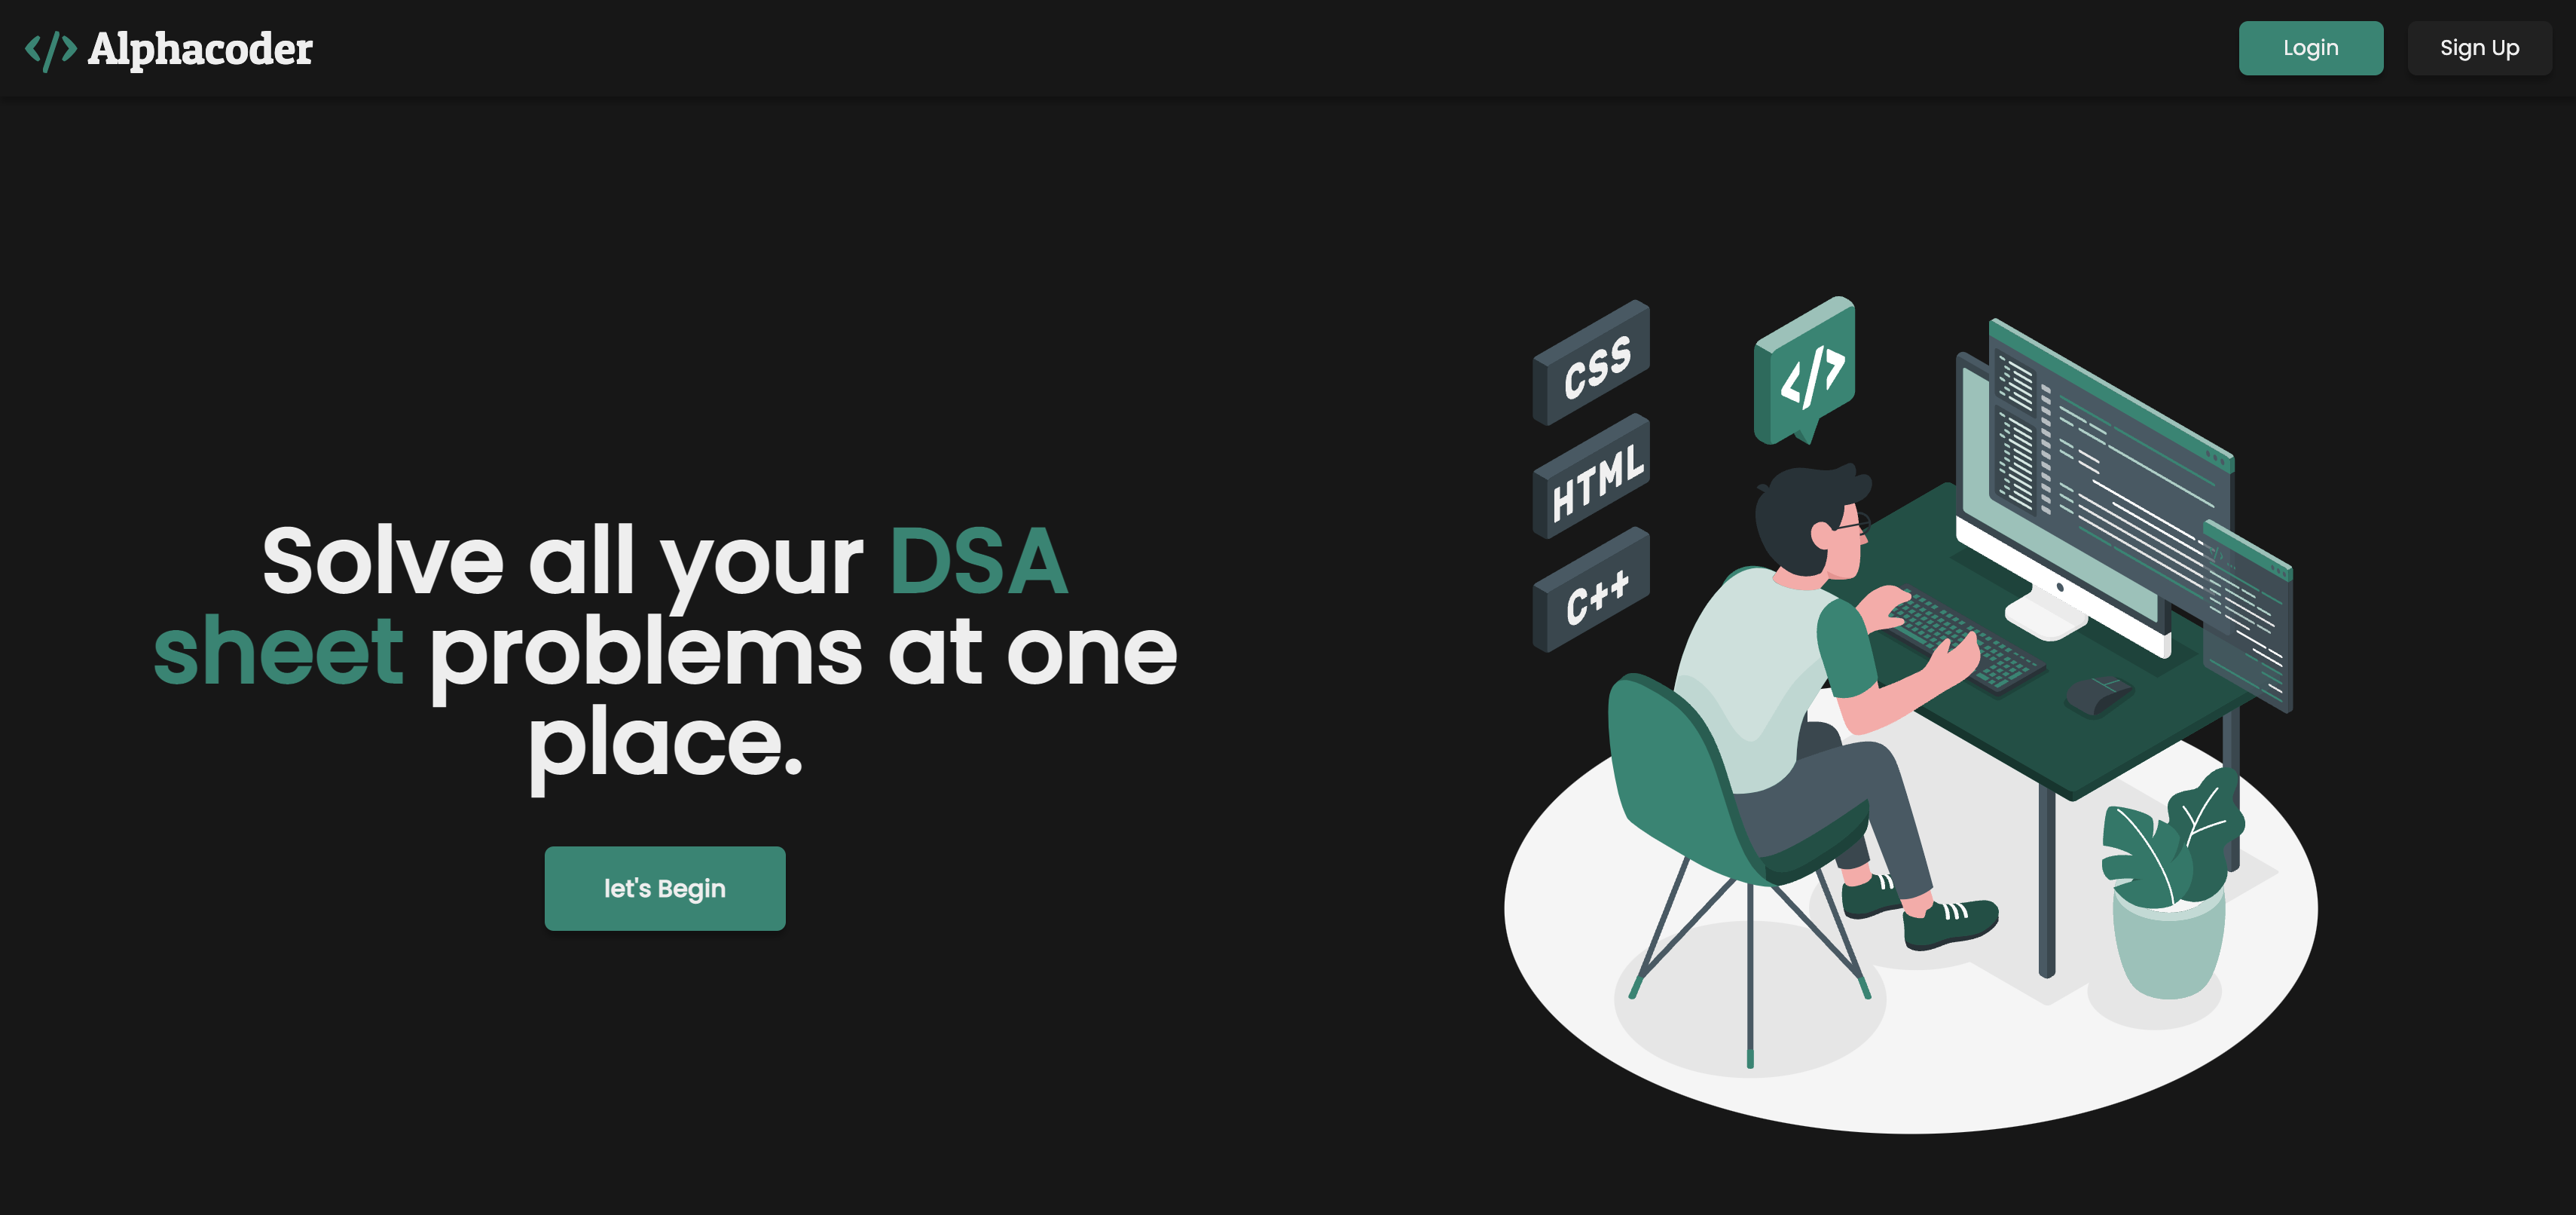 </> Alphacoder
Login
Sign Up
Solve all your DSA
sheet problems at one
place.
let's Begin
CSS
</>
HTML
C++